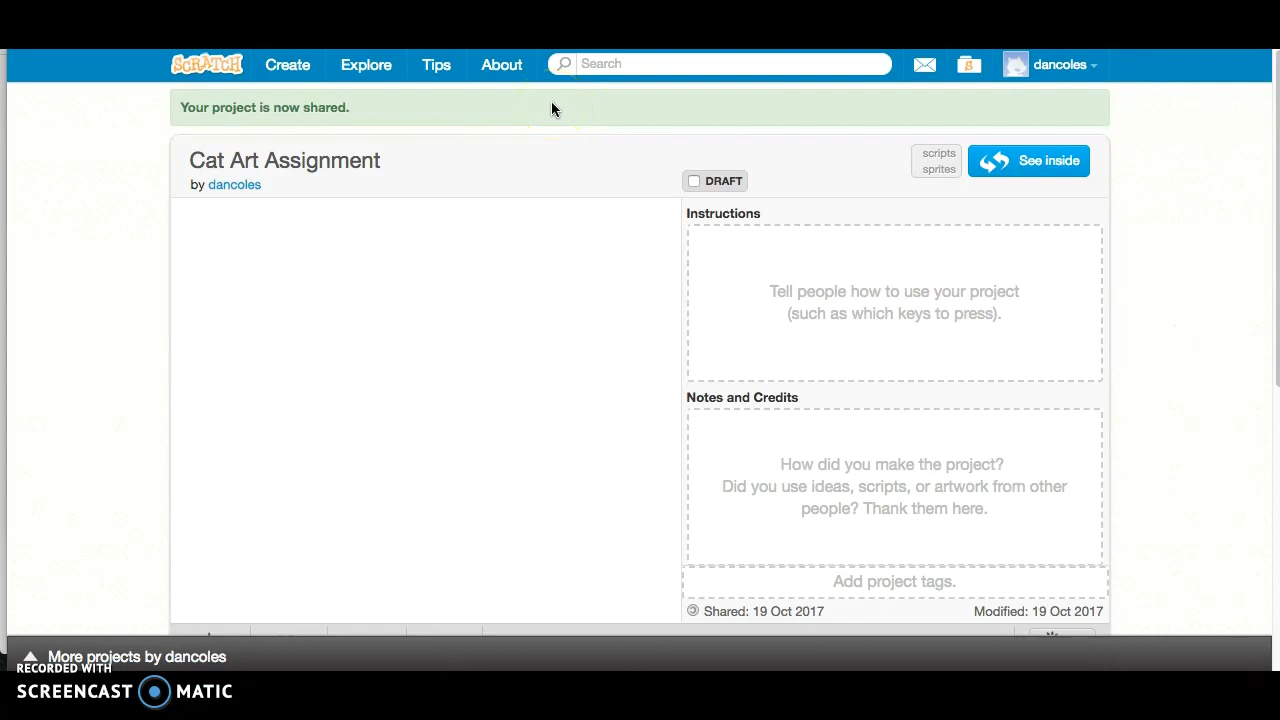 SCRATCH Create Explore Tips About Search dancoles
Your project is now shared.
Cat Art Assignment
by dancoles
scripts
sprites
See inside
DRAFT
Instructions
Tell people how to use your project
(such as which keys to press).
Notes and Credits
How did you make the project?
Did you use ideas, scripts, or artwork from other
people? Thank them here.
Add project tags.
Shared: 19 Oct 2017 Modified: 19 Oct 2017
More projects by dancoles
RECORDED WITH
SCREENCAST MATIC